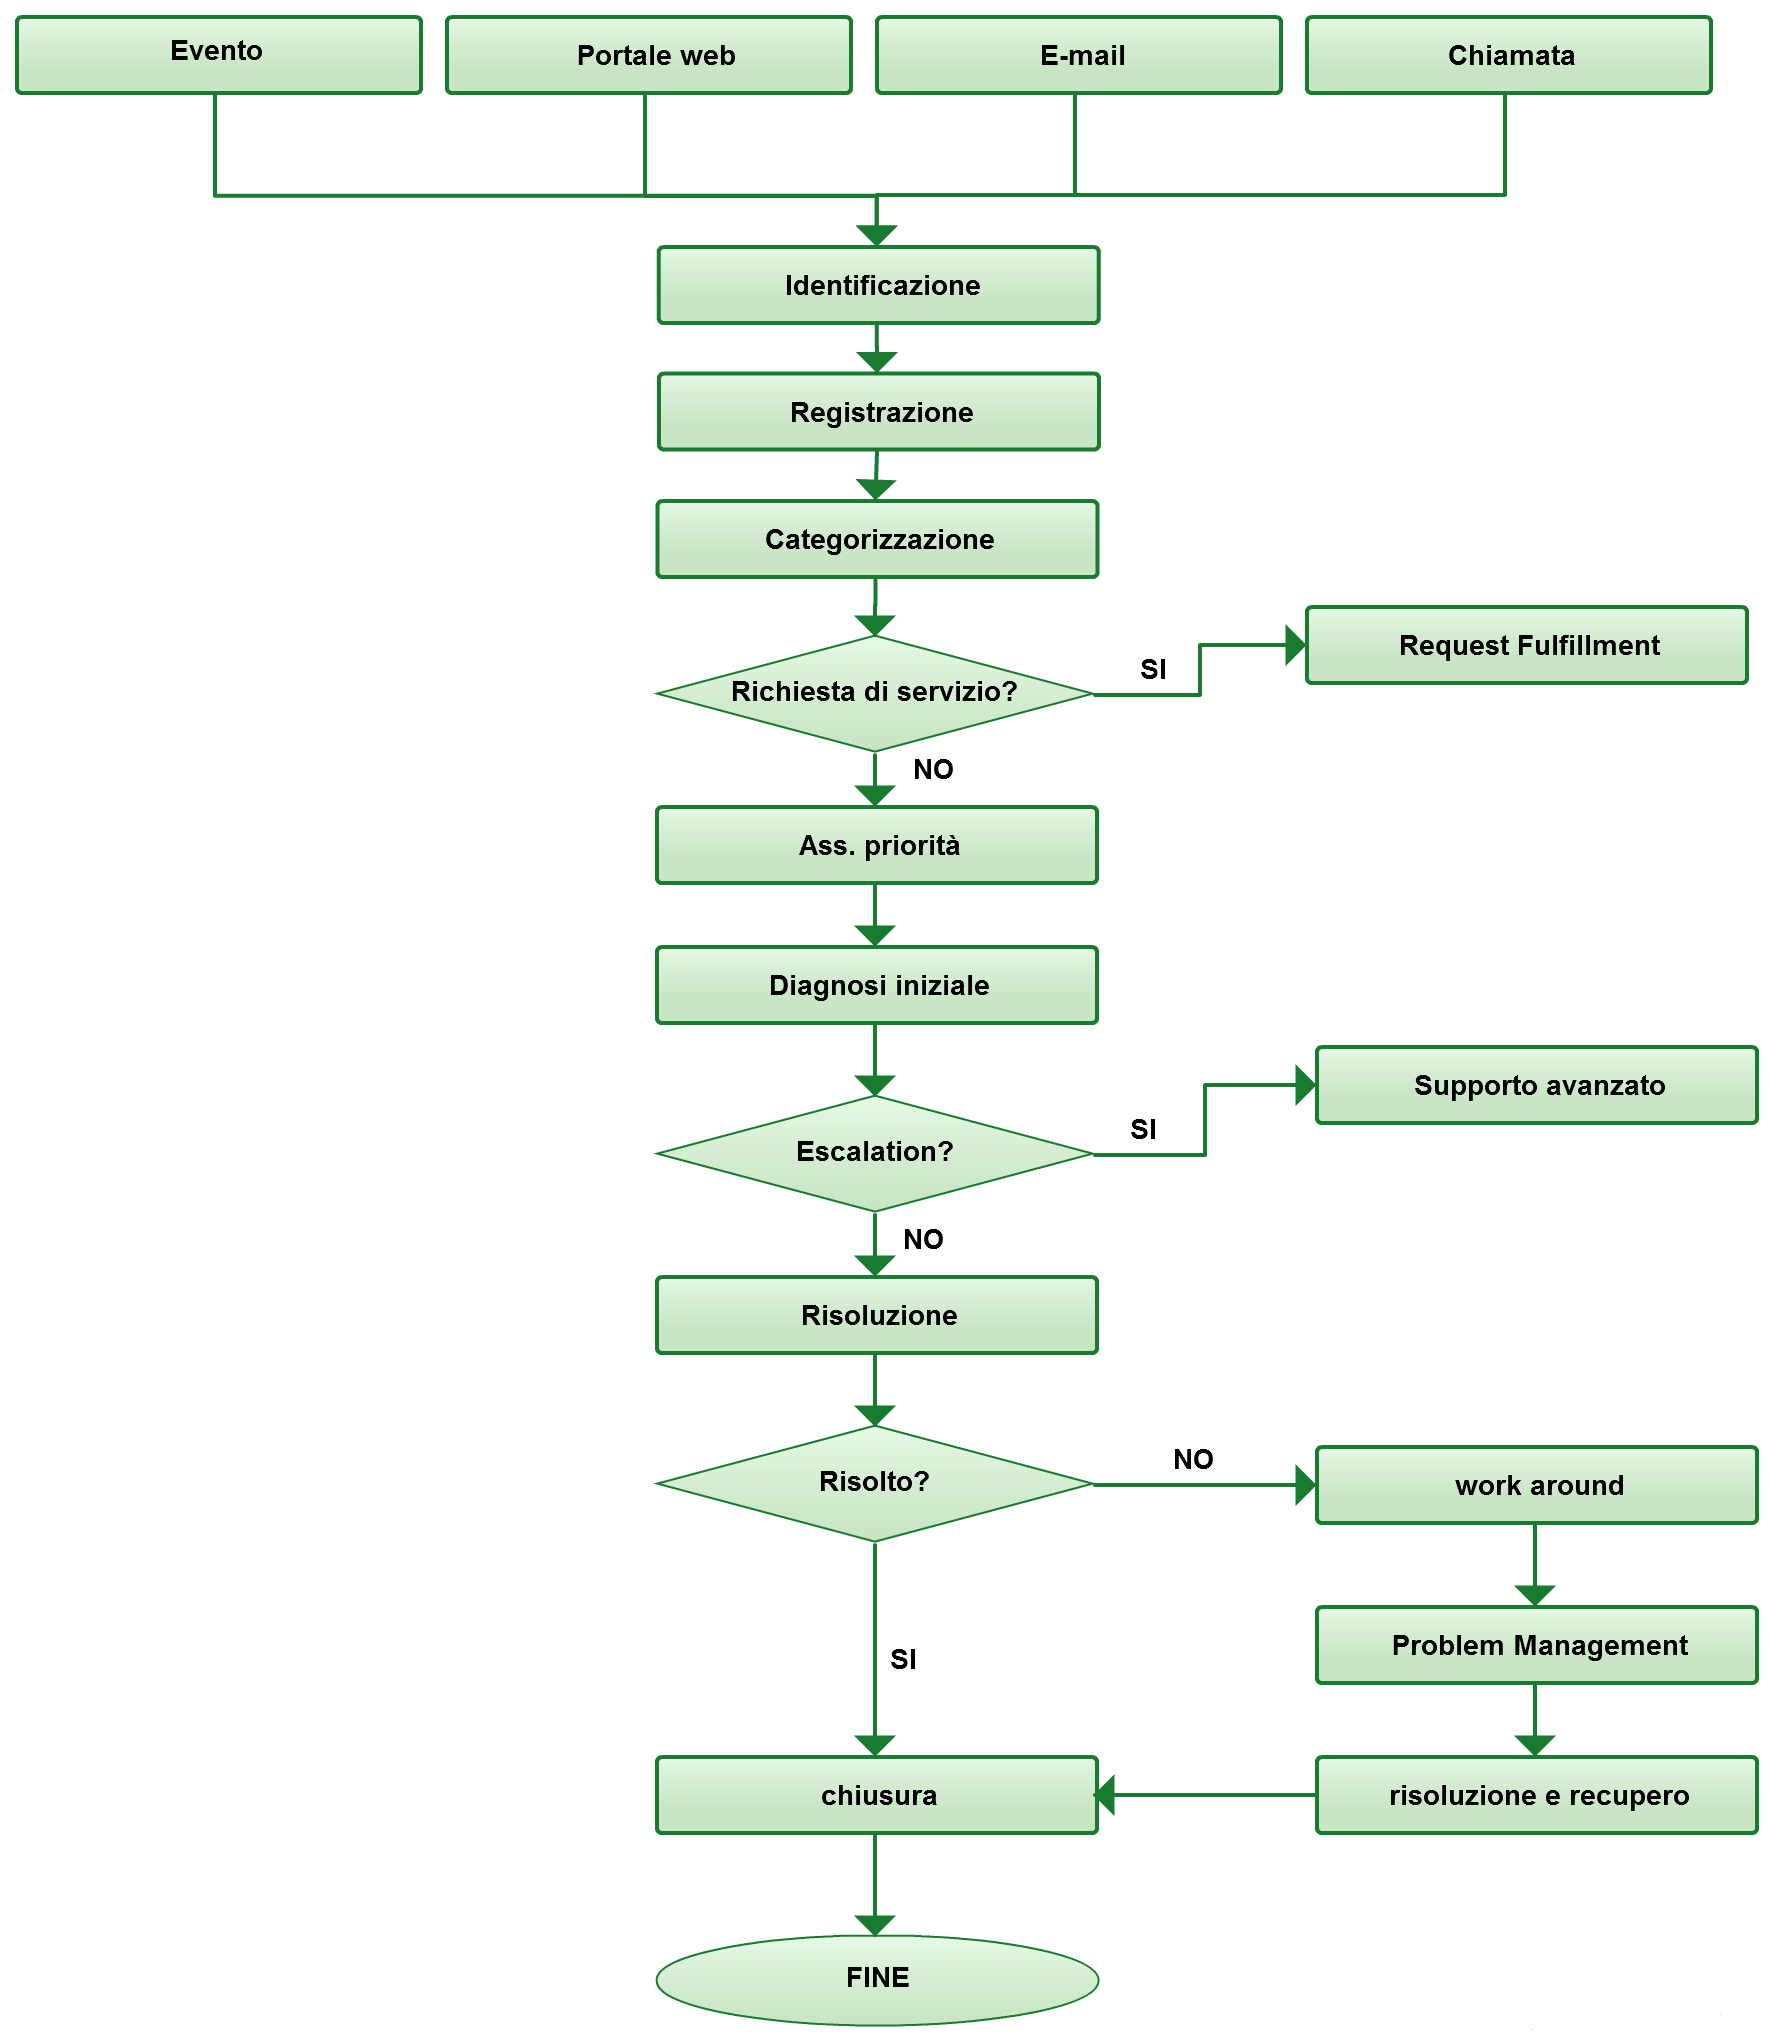 Evento
Portale web
E-mail
Chiamata
Identificazione
Registrazione
Categorizzazione
Richiesta di servizio?
SI
Request Fulfillment
NO
Ass. priorità
Diagnosi iniziale
Escalation?
SI
Supporto avanzato
NO
Risoluzione
Risolto?
NO
work around
Problem Management
SI
chiusura
risoluzione e recupero
FINE